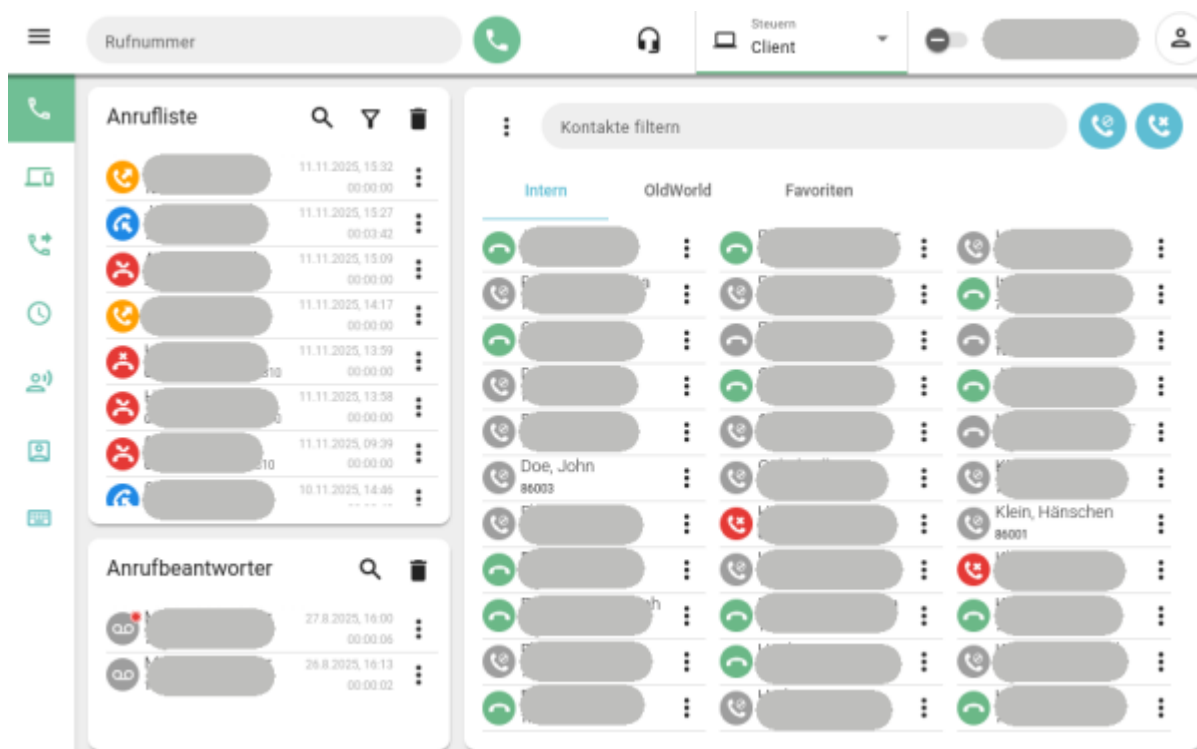 Rufnummer
Steuern
Client
Anrufliste
11.11.2025, 15:32
00:00:00
11.11.2025, 15:27
00:03:42
11.11.2025, 15:09
00:00:00
11.11.2025, 14:17
00:00:00
11.11.2025, 13:59
00:00:00
11.11.2025, 13:58
00:00:00
11.11.2025, 09:39
00:00:00
10.11.2025, 14:46
Anrufbeantworter
27.8.2025, 16:00
00:00:06
26.8.2025, 16:13
00:00:02
Kontakte filtern
Intern OldWorld Favoriten
Doe, John
86003
Klein, Hänschen
86001